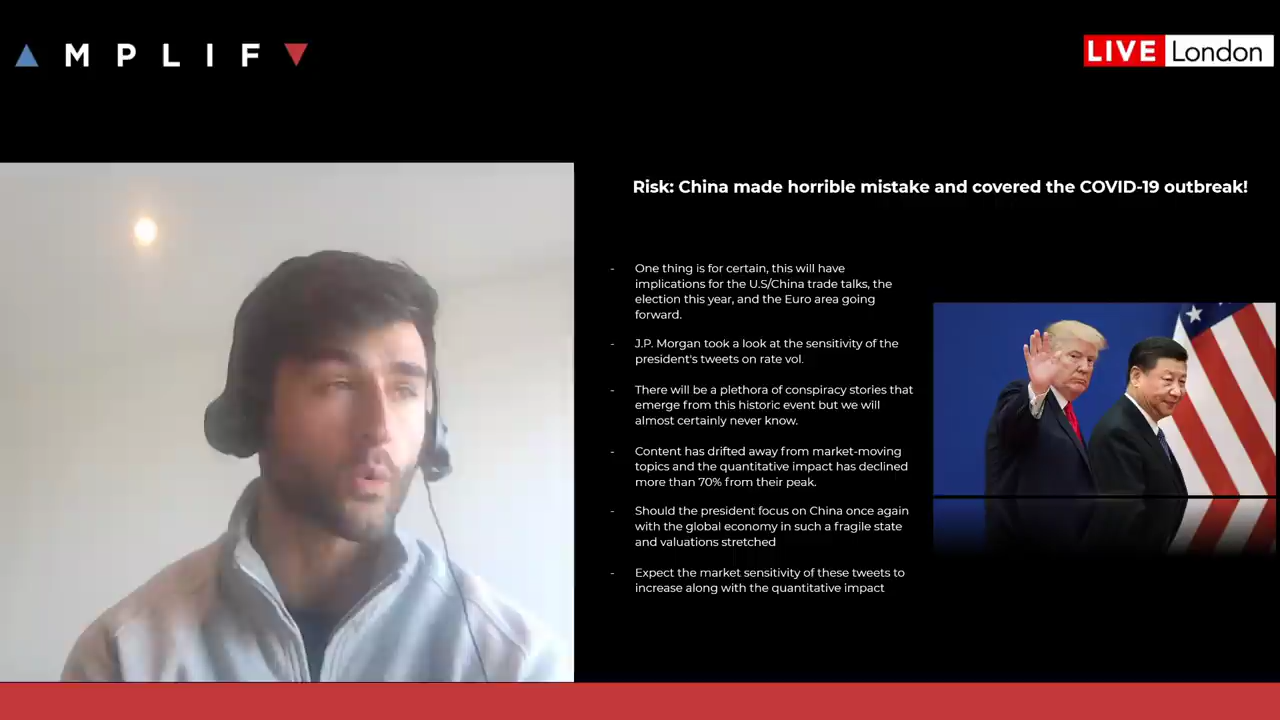 ▲ M P L I F ▼
LIVE London
Risk: China made horrible mistake and covered the COVID-19 outbreak!
- One thing is for certain, this will have
implications for the U.S/China trade talks, the
election this year, and the Euro area going
forward.
- J.P. Morgan took a look at the sensitivity of the
president's tweets on rate vol.
- There will be a plethora of conspiracy stories that
emerge from this historic event but we will
almost certainly never know.
- Content has drifted away from market-moving
topics and the quantitative impact has declined
more than 70% from their peak.
- Should the president focus on China once again
with the global economy in such a fragile state
and valuations stretched
- Expect the market sensitivity of these tweets to
increase along with the quantitative impact